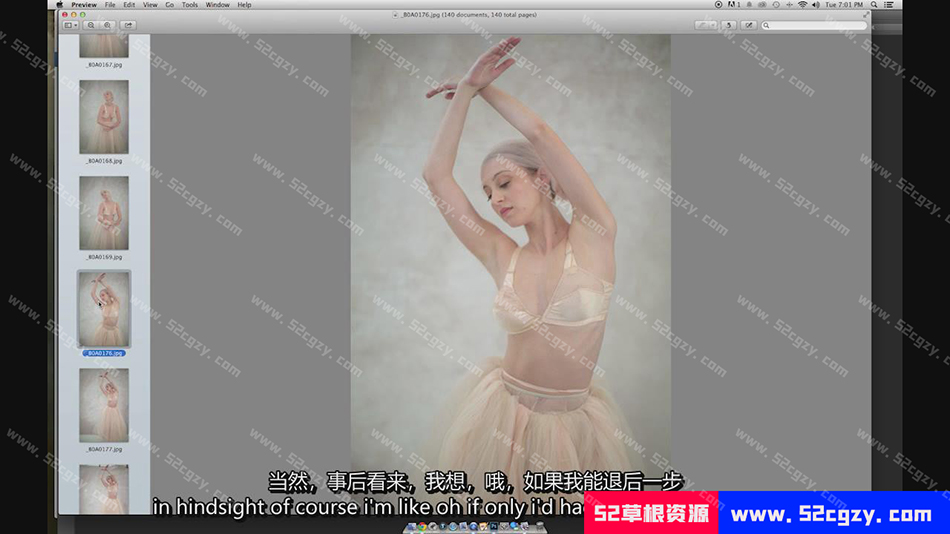 Preview File Edit View Go Tools Window Help
1
Tue 7:01 PM
_B0A0176.jpg (140 documents, 140 total pages)
_B0A0167.jpg
_B0A0168.jpg
_B0A0169.jpg
_B0A0176.jpg
_B0A0177.jpg
www.52cgzy.com
当然，事后看来，我想，哦，如果我能退后一步
in hindsight of course i'm like oh if only i'd ha
52草根资源 www.52cgzy.com